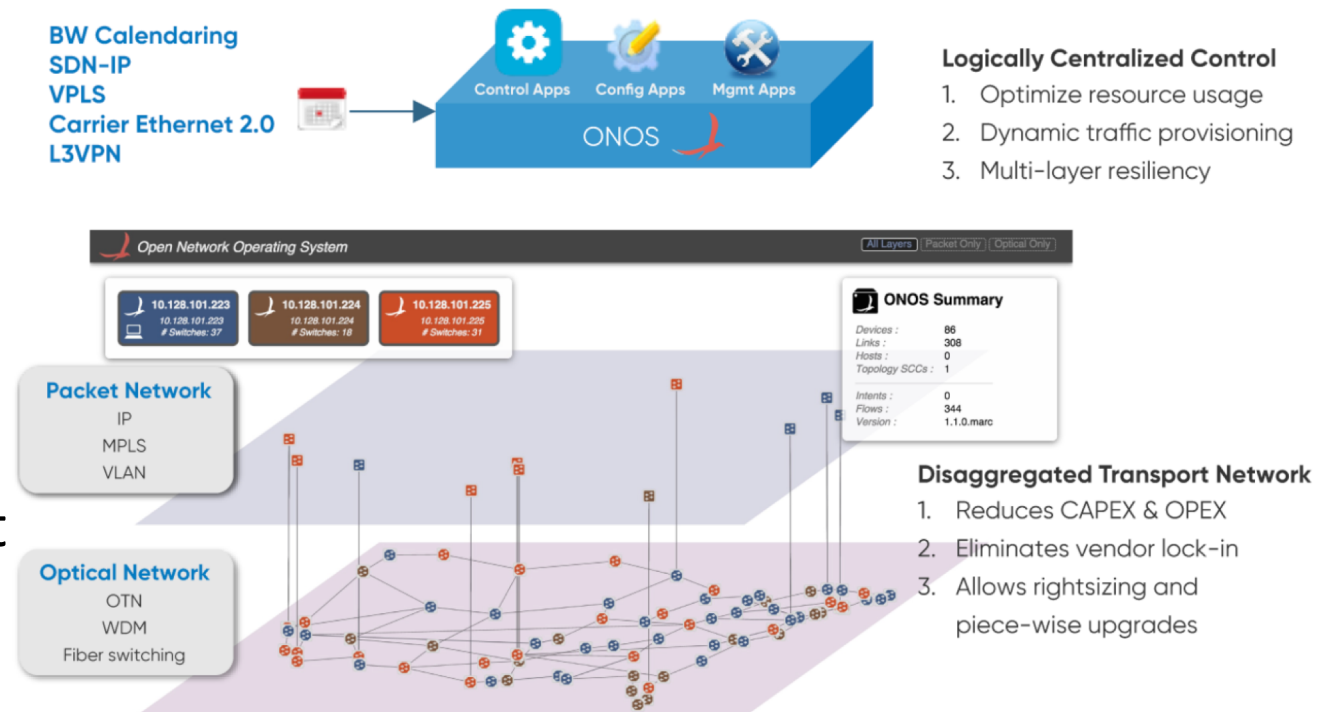 BW Calendaring
SDN-IP
VPLS
Carrier Ethernet 2.0
L3VPN
Control Apps
Config Apps
Mgmt Apps
ONOS
Logically Centralized Control
1. Optimize resource usage
2. Dynamic traffic provisioning
3. Multi-layer resiliency
Open Network Operating System
All Layers
Packet Only
Optical Only
10.128.101.223
10.128.101.223
# Switches: 37
10.128.101.224
10.128.101.224
# Switches: 18
10.128.101.225
10.128.101.225
# Switches: 31
ONOS Summary
Devices : 86
Links : 308
Hosts : 0
Topology SCCs : 1
Intents : 0
Flows : 344
Version : 1.1.0.marc
Packet Network
IP
MPLS
VLAN
t
Optical Network
OTN
WDM
Fiber switching
Disaggregated Transport Network
1. Reduces CAPEX & OPEX
2. Eliminates vendor lock-in
3. Allows rightsizing and
piece-wise upgrades